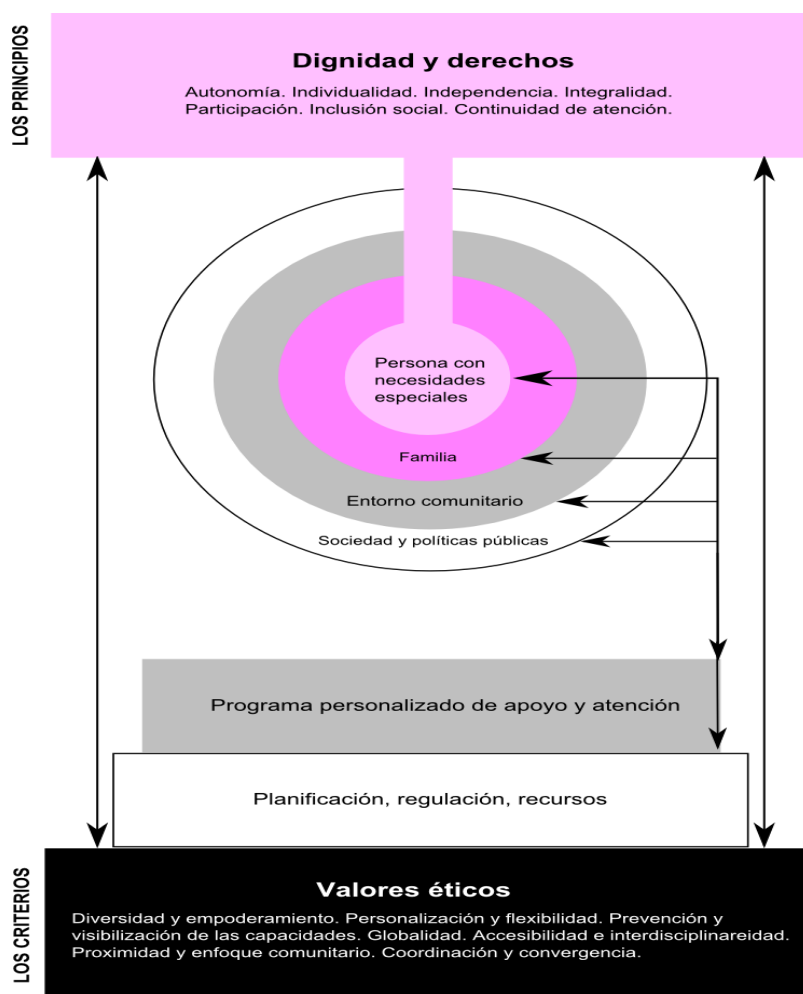 LOS PRINCIPIOS
Dignidad y derechos
Autonomía. Individualidad. Independencia. Integralidad.
Participación. Inclusión social. Continuidad de atención.
Persona con
necesidades
especiales
Familia
Entorno comunitario
Sociedad y políticas públicas
Programa personalizado de apoyo y atención
Planificación, regulación, recursos
LOS CRITERIOS
Valores éticos
Diversidad y empoderamiento. Personalización y flexibilidad. Prevención y
visibilización de las capacidades. Globalidad. Accesibilidad e interdisciplinareidad.
Proximidad y enfoque comunitario. Coordinación y convergencia.